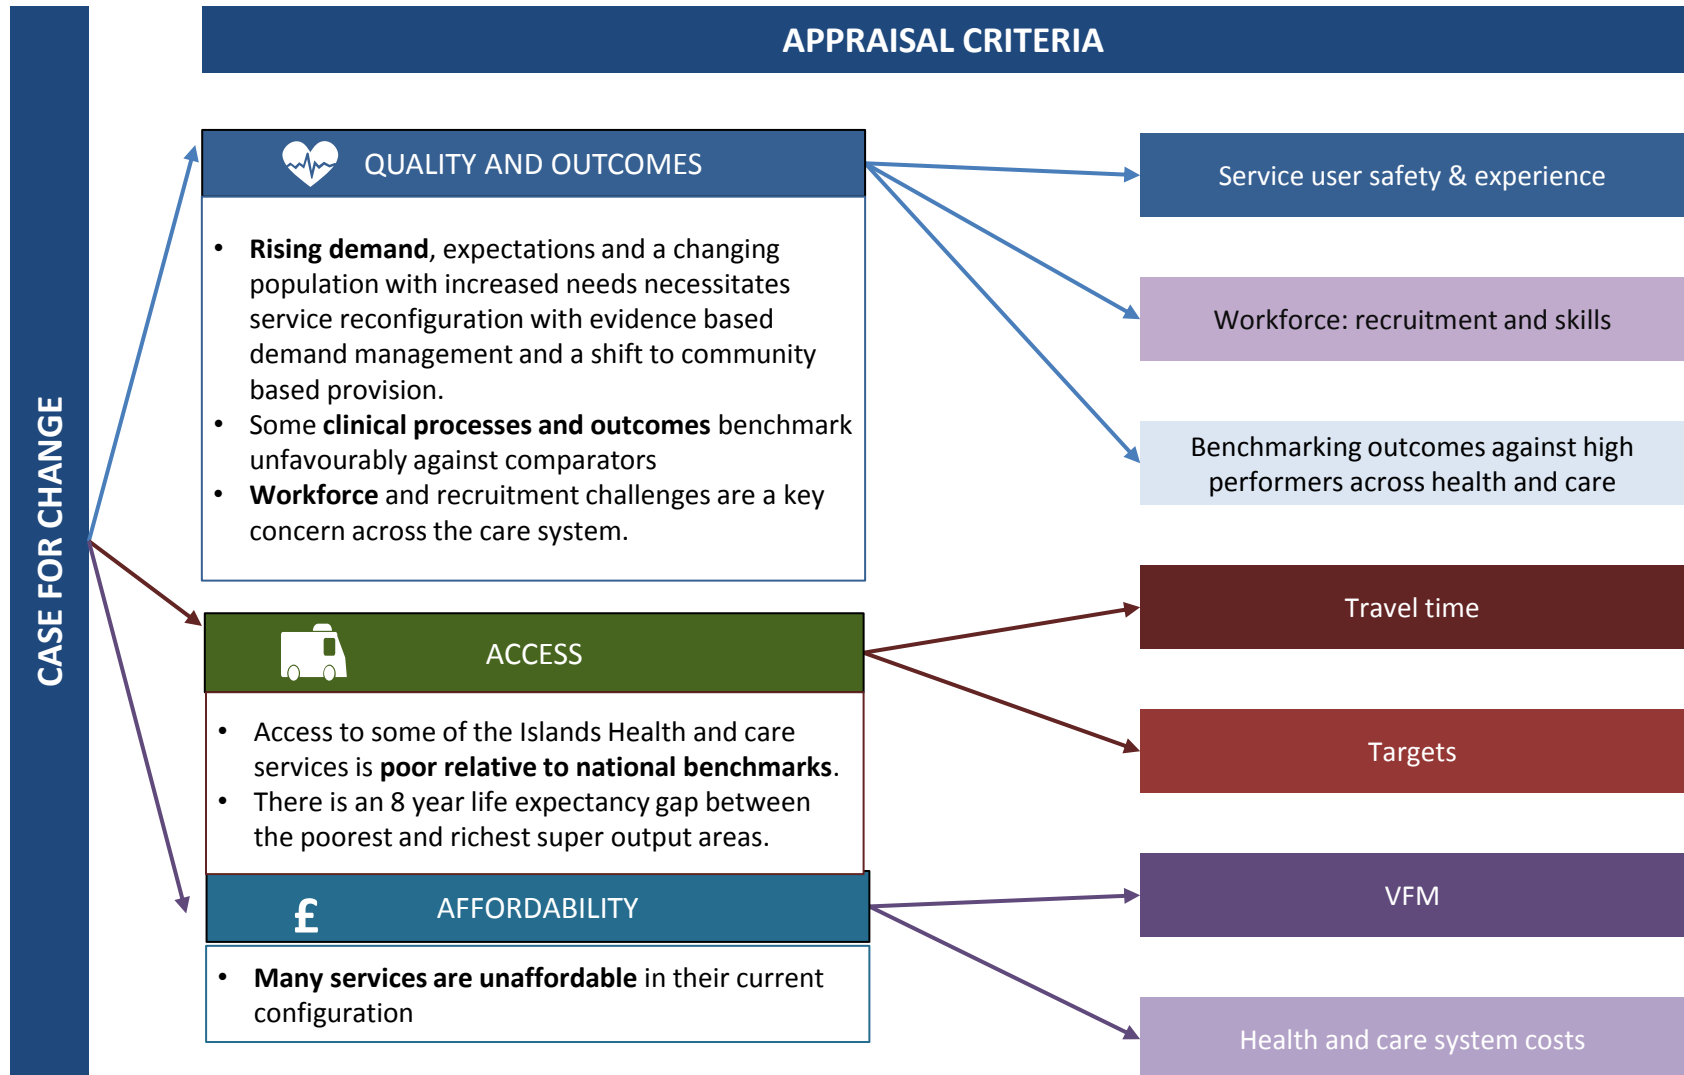 APPRAISAL CRITERIA
CASE FOR CHANGE
QUALITY AND OUTCOMES
• Rising demand, expectations and a changing
population with increased needs necessitates
service reconfiguration with evidence based
demand management and a shift to community
based provision.
• Some clinical processes and outcomes benchmark
unfavourably against comparators
• Workforce and recruitment challenges are a key
concern across the care system.
Service user safety & experience
Workforce: recruitment and skills
Benchmarking outcomes against high
performers across health and care
ACCESS
• Access to some of the Islands Health and care
services is poor relative to national benchmarks.
• There is an 8 year life expectancy gap between
the poorest and richest super output areas.
Travel time
Targets
£ AFFORDABILITY
• Many services are unaffordable in their current
configuration
VFM
Health and care system costs